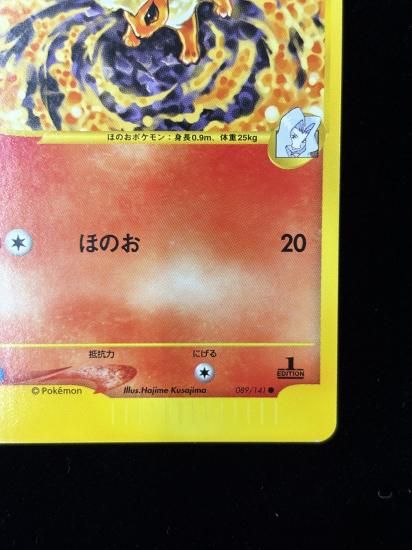 ほのおポケモン：身長0.9m、体重25kg
ほのお 20
抵抗力 にげる
1
EDITION
© Pokémon Illus.Hajime Kusajima 089/141 ●